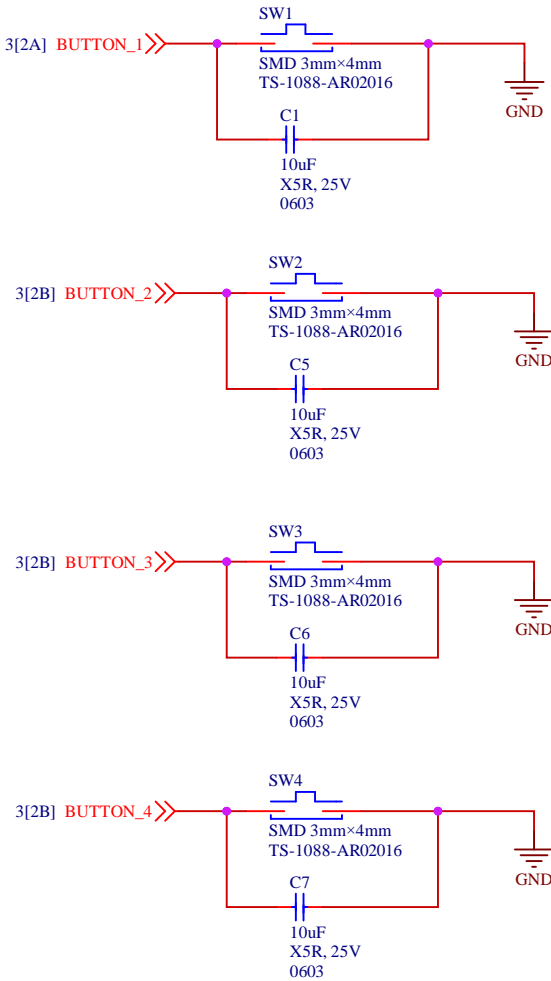 SW1
3[2A] BUTTON_1
SMD 3mm×4mm
TS-1088-AR02016
GND
C1
10uF
X5R, 25V
0603
SW2
3[2B] BUTTON_2
SMD 3mm×4mm
TS-1088-AR02016
GND
C5
10uF
X5R, 25V
0603
SW3
3[2B] BUTTON_3
SMD 3mm×4mm
TS-1088-AR02016
GND
C6
10uF
X5R, 25V
0603
SW4
3[2B] BUTTON_4
SMD 3mm×4mm
TS-1088-AR02016
GND
C7
10uF
X5R, 25V
0603